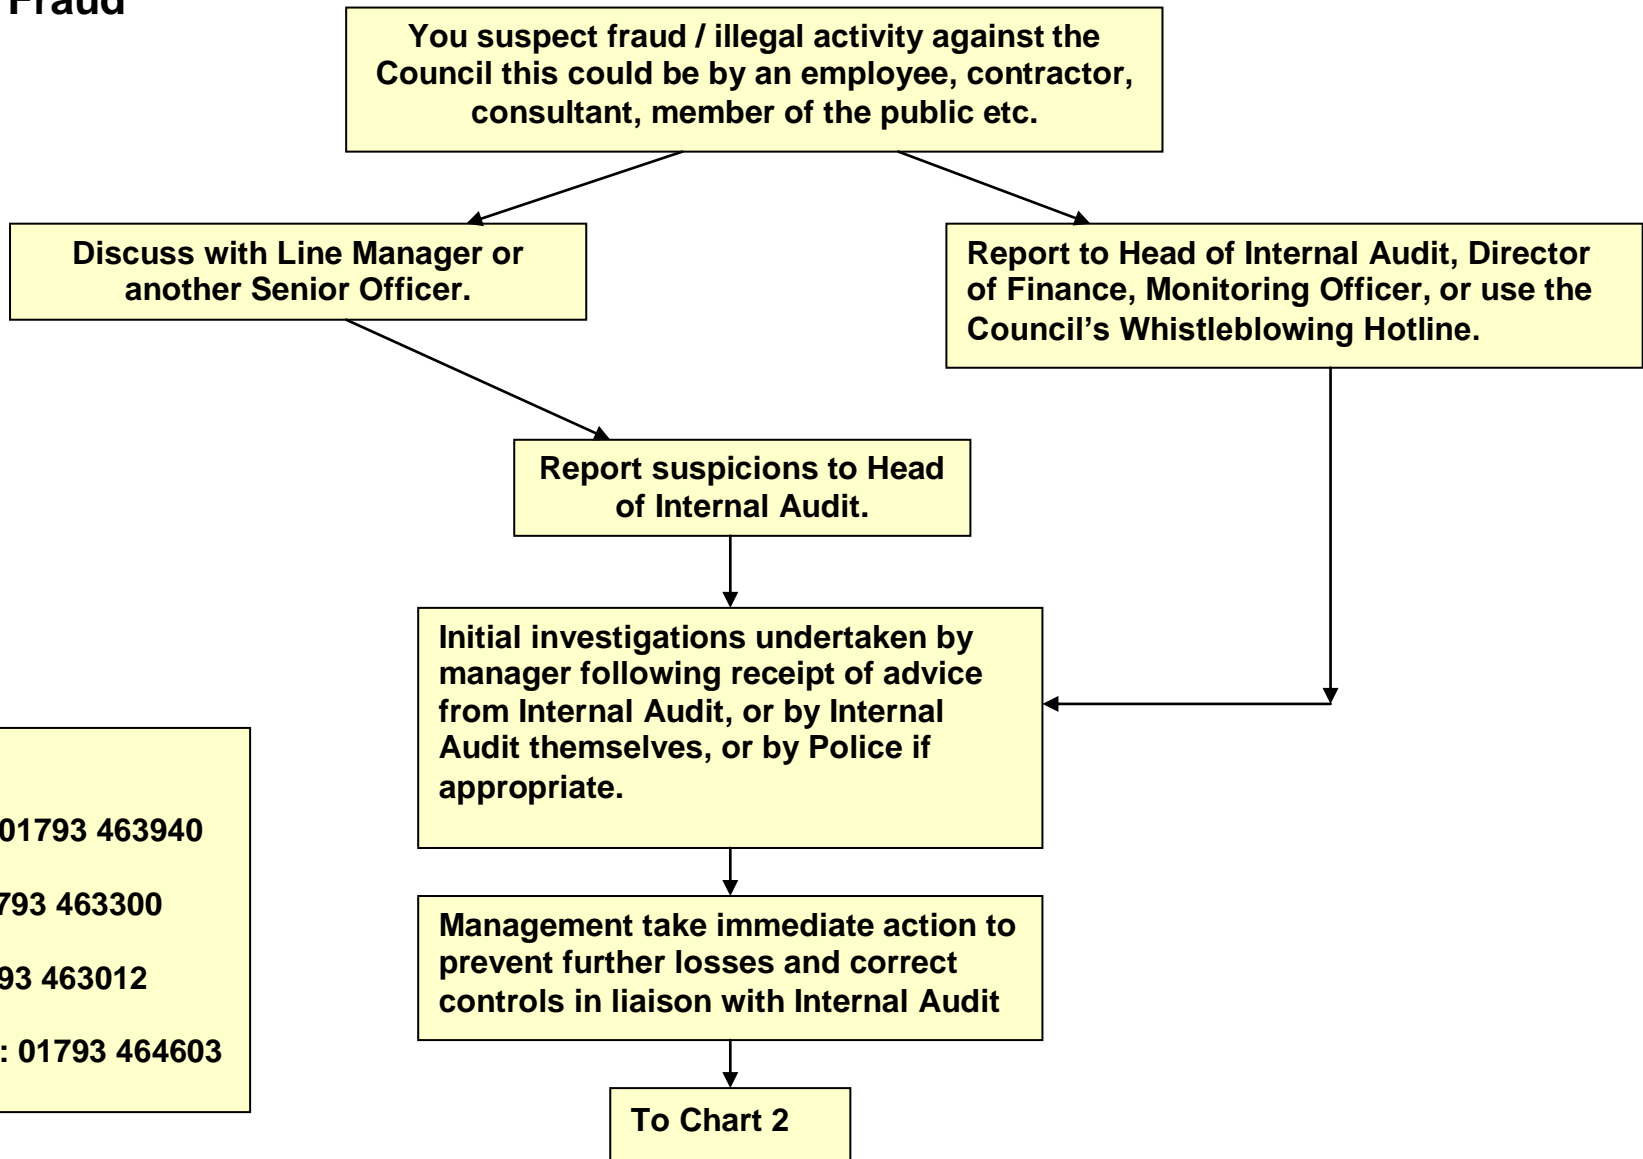 Fraud
You suspect fraud / illegal activity against the
Council this could be by an employee, contractor,
consultant, member of the public etc.
Discuss with Line Manager or
another Senior Officer.
Report to Head of Internal Audit, Director
of Finance, Monitoring Officer, or use the
Council’s Whistleblowing Hotline.
Report suspicions to Head
of Internal Audit.
Initial investigations undertaken by
manager following receipt of advice
from Internal Audit, or by Internal
Audit themselves, or by Police if
appropriate.
01793 463940
793 463300
93 463012
: 01793 464603
Management take immediate action to
prevent further losses and correct
controls in liaison with Internal Audit
To Chart 2